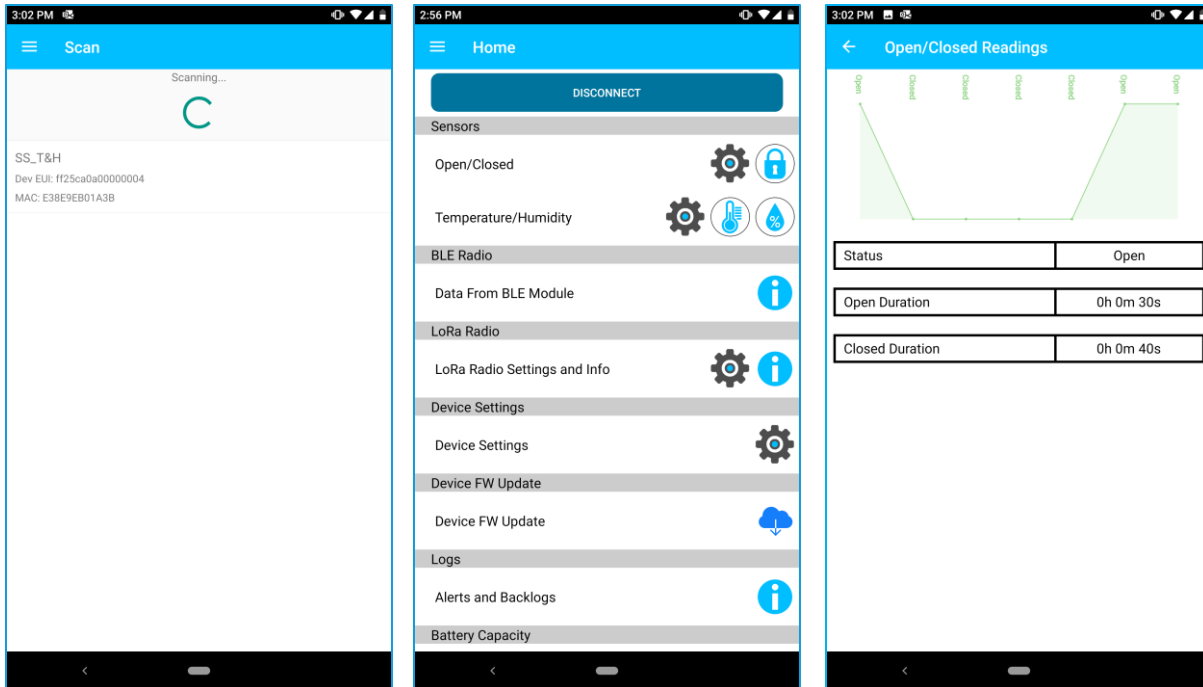 3:02 PM
Scan
Scanning...
SS_T&H
Dev EUI: ff25ca0a00000004
MAC: E38E9EB01A3B
2:56 PM
Home
DISCONNECT
Sensors
Open/Closed
Temperature/Humidity
%
BLE Radio
Data From BLE Module
LoRa Radio
LoRa Radio Settings and Info
Device Settings
Device Settings
Device FW Update
Device FW Update
Logs
Alerts and Backlogs
Battery Capacity
3:02 PM
Open/Closed Readings
Open Closed Closed Closed Closed Open Open
Status Open
Open Duration 0h 0m 30s
Closed Duration 0h 0m 40s